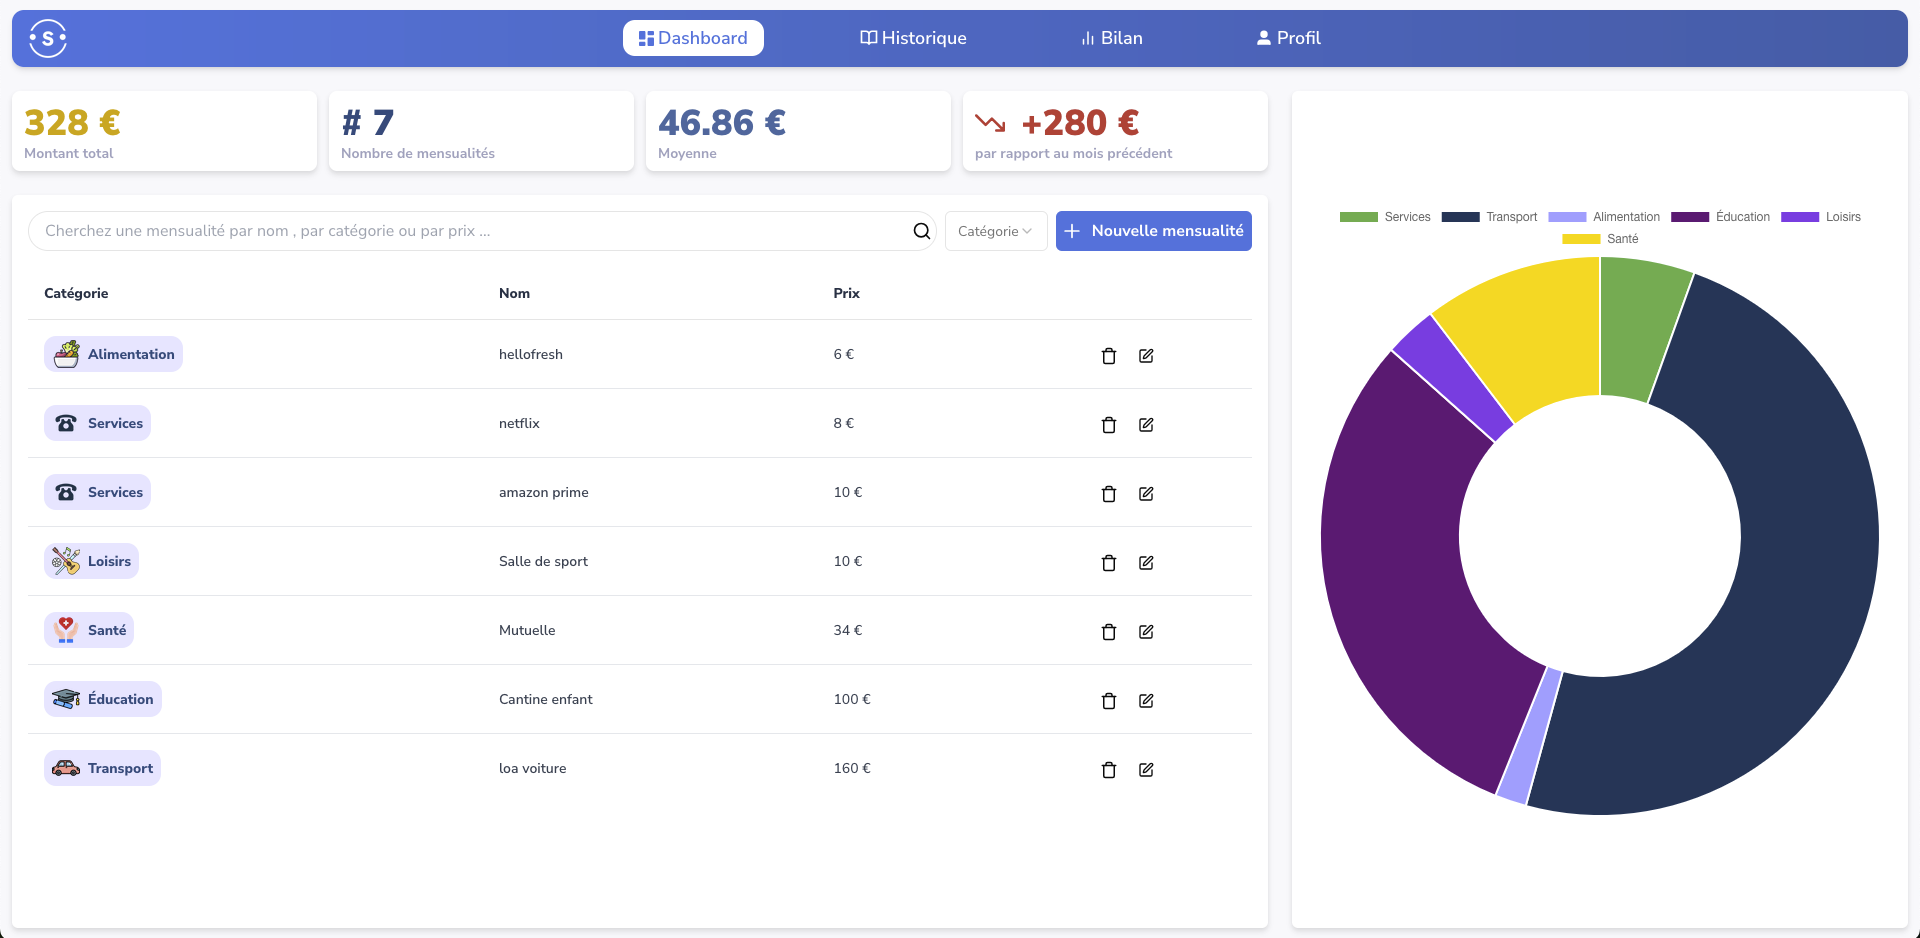 S
Dashboard
Historique
Bilan
Profil
328 €
Montant total
# 7
Nombre de mensualités
46.86 €
Moyenne
+280 €
par rapport au mois précédent
Cherchez une mensualité par nom , par catégorie ou par prix ...
Catégorie
Nouvelle mensualité
Catégorie Nom Prix
Alimentation hellofresh 6 €
Services netflix 8 €
Services amazon prime 10 €
Loisirs Salle de sport 10 €
Santé Mutuelle 34 €
Éducation Cantine enfant 100 €
Transport loa voiture 160 €
Services Transport Alimentation Éducation Loisirs
Santé